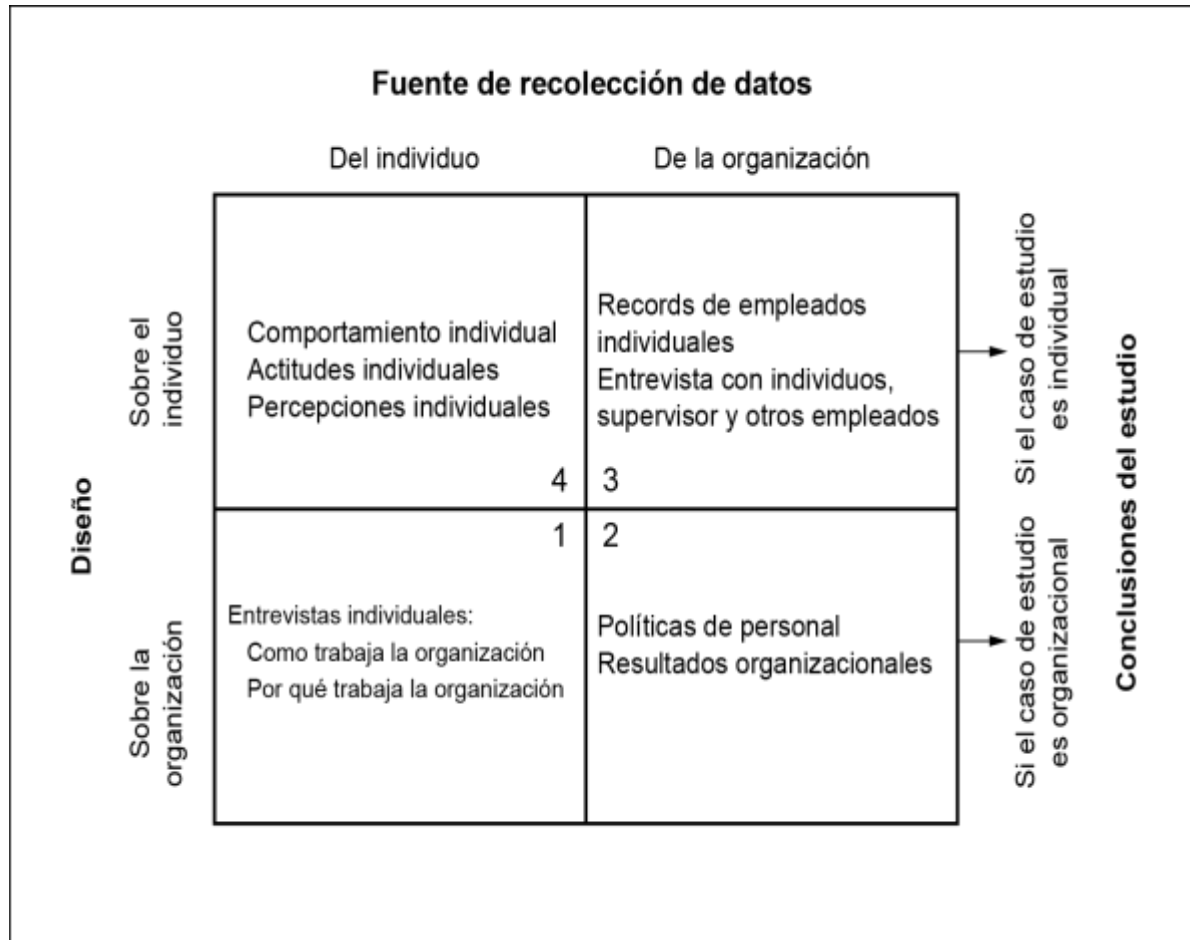 Fuente de recolección de datos
Del individuo
De la organización
Diseño
Sobre el
individuo
Comportamiento individual
Actitudes individuales
Percepciones individuales
4
Records de empleados
individuales
Entrevista con individuos,
supervisor y otros empleados
3
Si el caso de estudio
es individual
Sobre la
organización
1
Entrevistas individuales:
Como trabaja la organización
Por qué trabaja la organización
2
Políticas de personal
Resultados organizacionales
Si el caso de estudio
es organizacional
Conclusiones del estudio